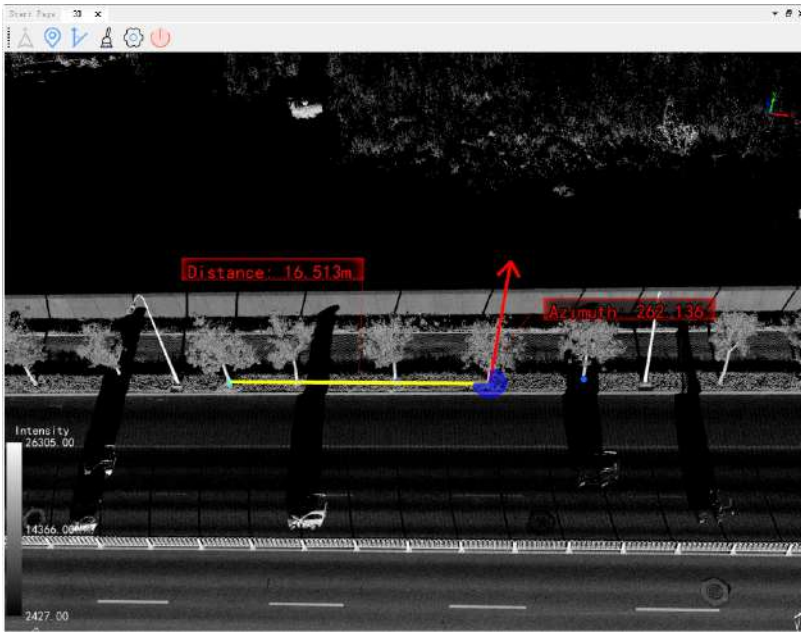 Start Page 3D
Distance: 16.513m
Azimuth 262.136
Intensity
26305.00
14366.00
2427.00